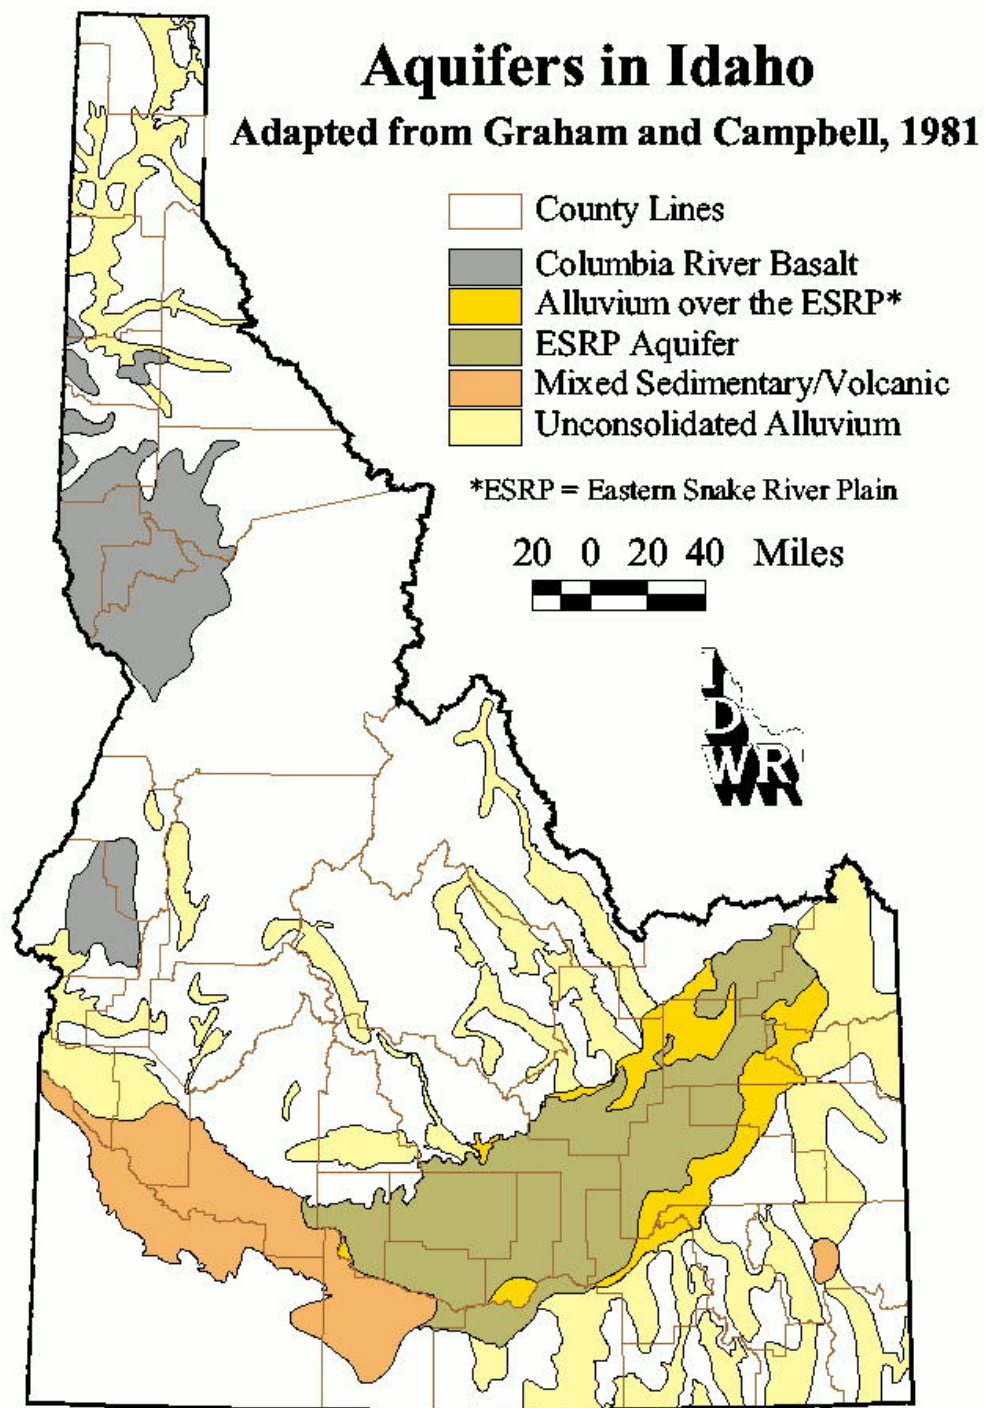 Aquifers in Idaho
Adapted from Graham and Campbell, 1981
County Lines
Columbia River Basalt
Alluvium over the ESRP*
ESRP Aquifer
Mixed Sedimentary/Volcanic
Unconsolidated Alluvium
*ESRP = Eastern Snake River Plain
20 0 20 40 Miles
I
D
WR